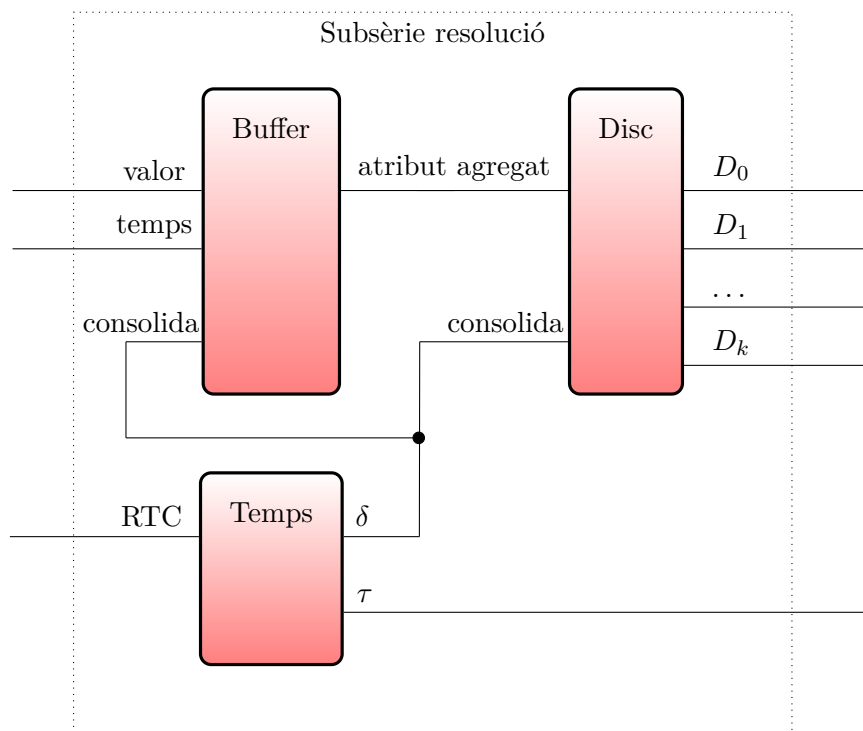 Subsèrie resolució
Buffer
Disc
valor
atribut agregat
D₀
temps
D₁
...
consolida
consolida
Dₖ
RTC
Temps
δ
τ